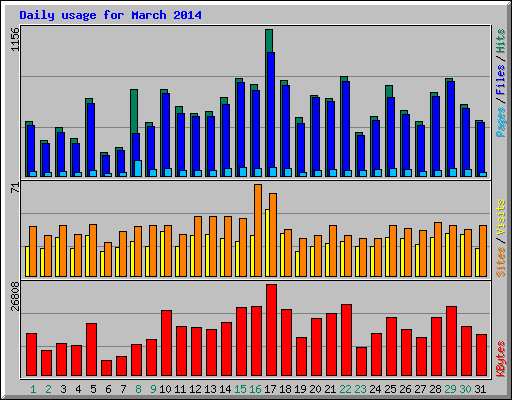 Daily usage for March 2014
1156
Pages / Files / Hits
71
Sites / Visits
26808
KBytes
1 2 3 4 5 6 7 8 9 10 11 12 13 14 15 16 17 18 19 20 21 22 23 24 25 26 27 28 29 30 31